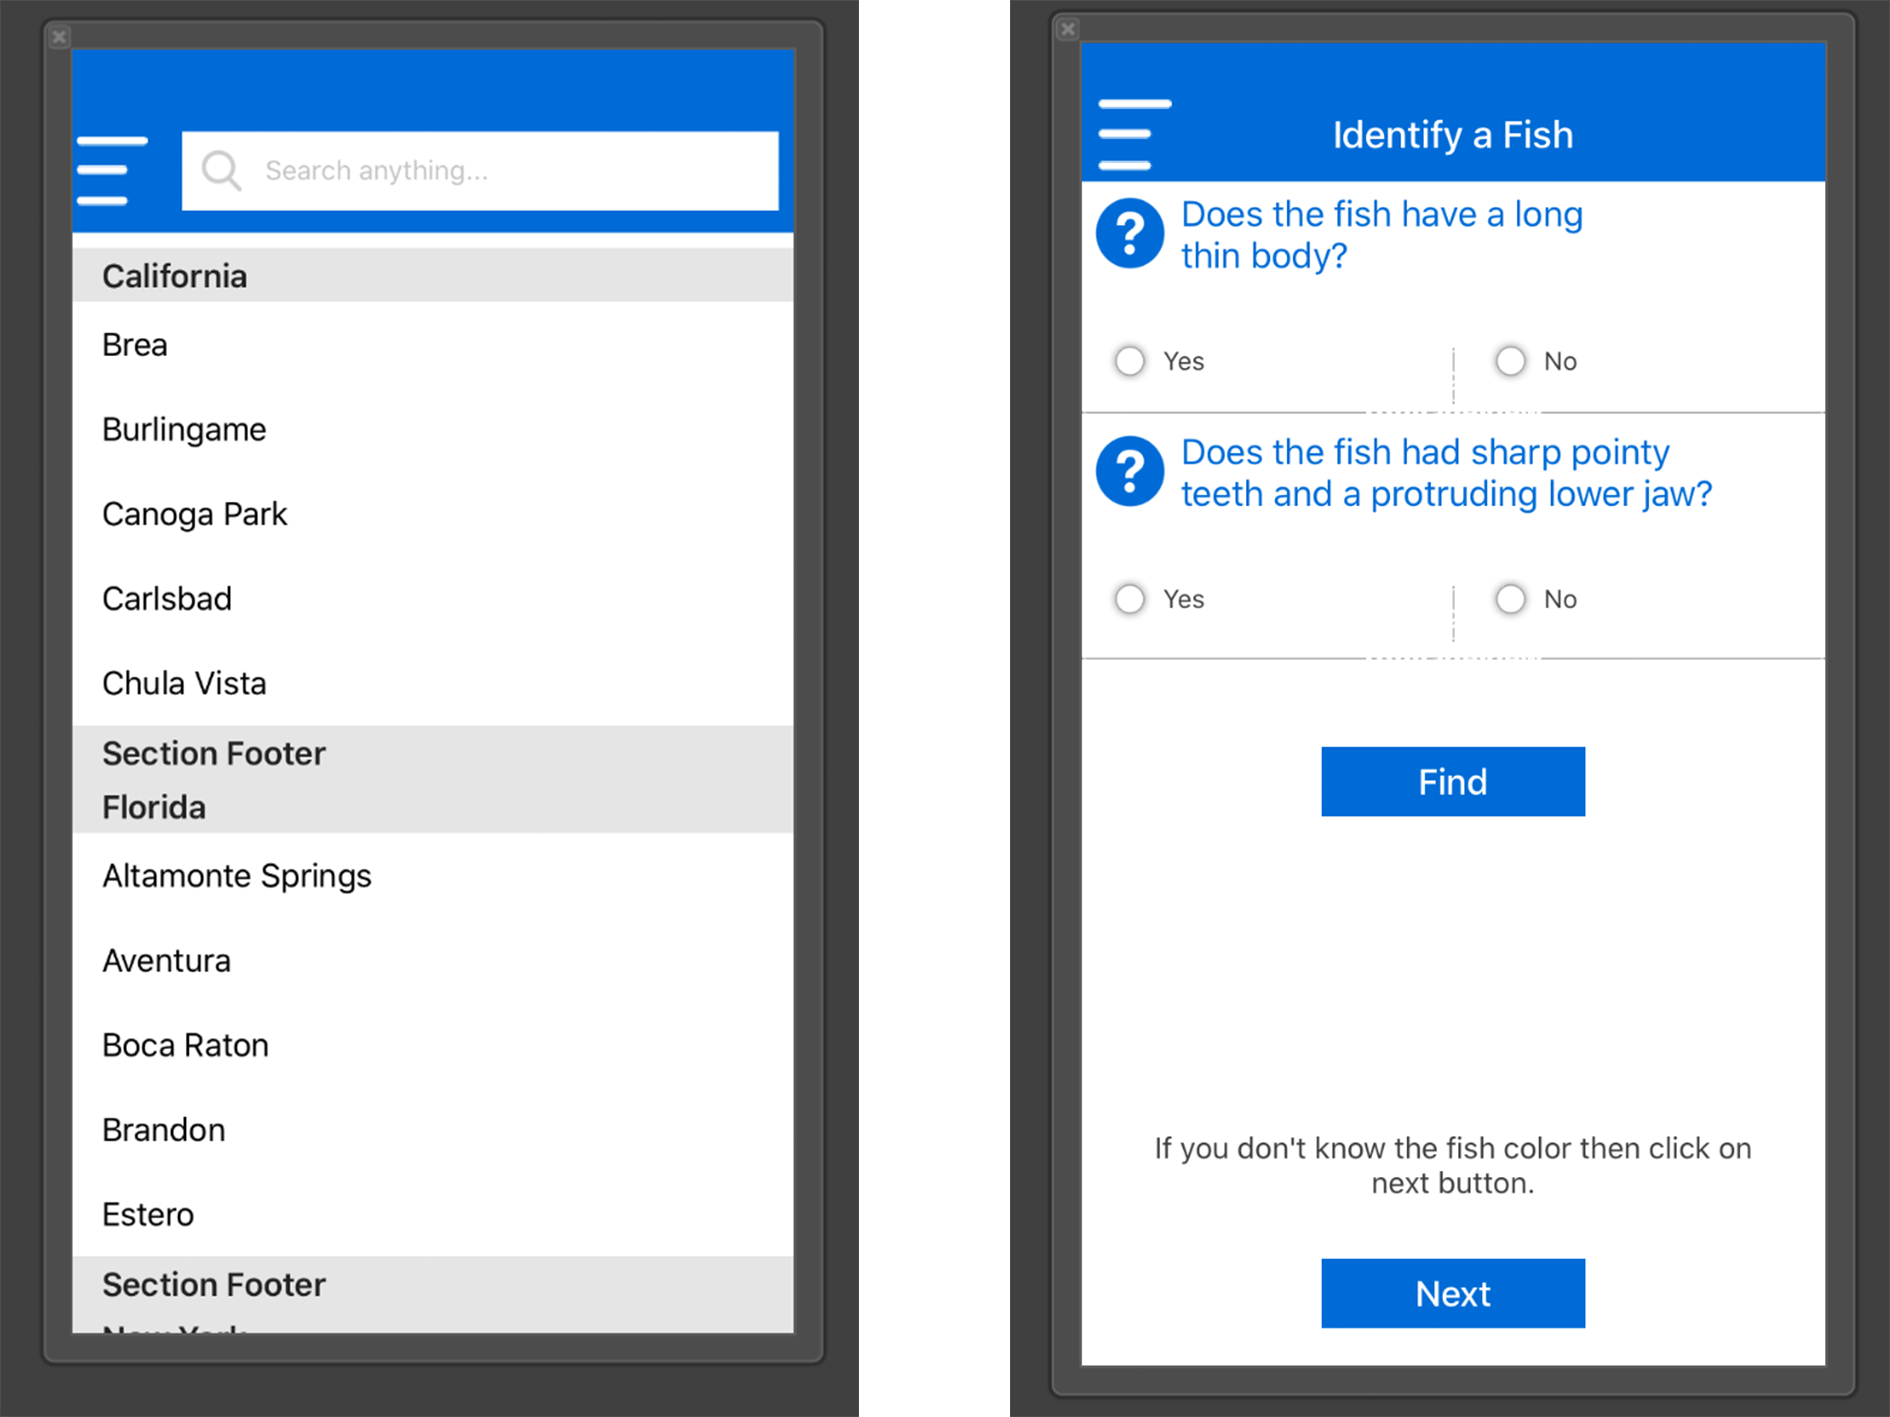 Search anything...
California
Brea
Burlingame
Canoga Park
Carlsbad
Chula Vista
Section Footer
Florida
Altamonte Springs
Aventura
Boca Raton
Brandon
Estero
Section Footer
New York
Identify a Fish
? Does the fish have a long
thin body?
Yes No
? Does the fish had sharp pointy
teeth and a protruding lower jaw?
Yes No
Find
If you don't know the fish color then click on
next button.
Next